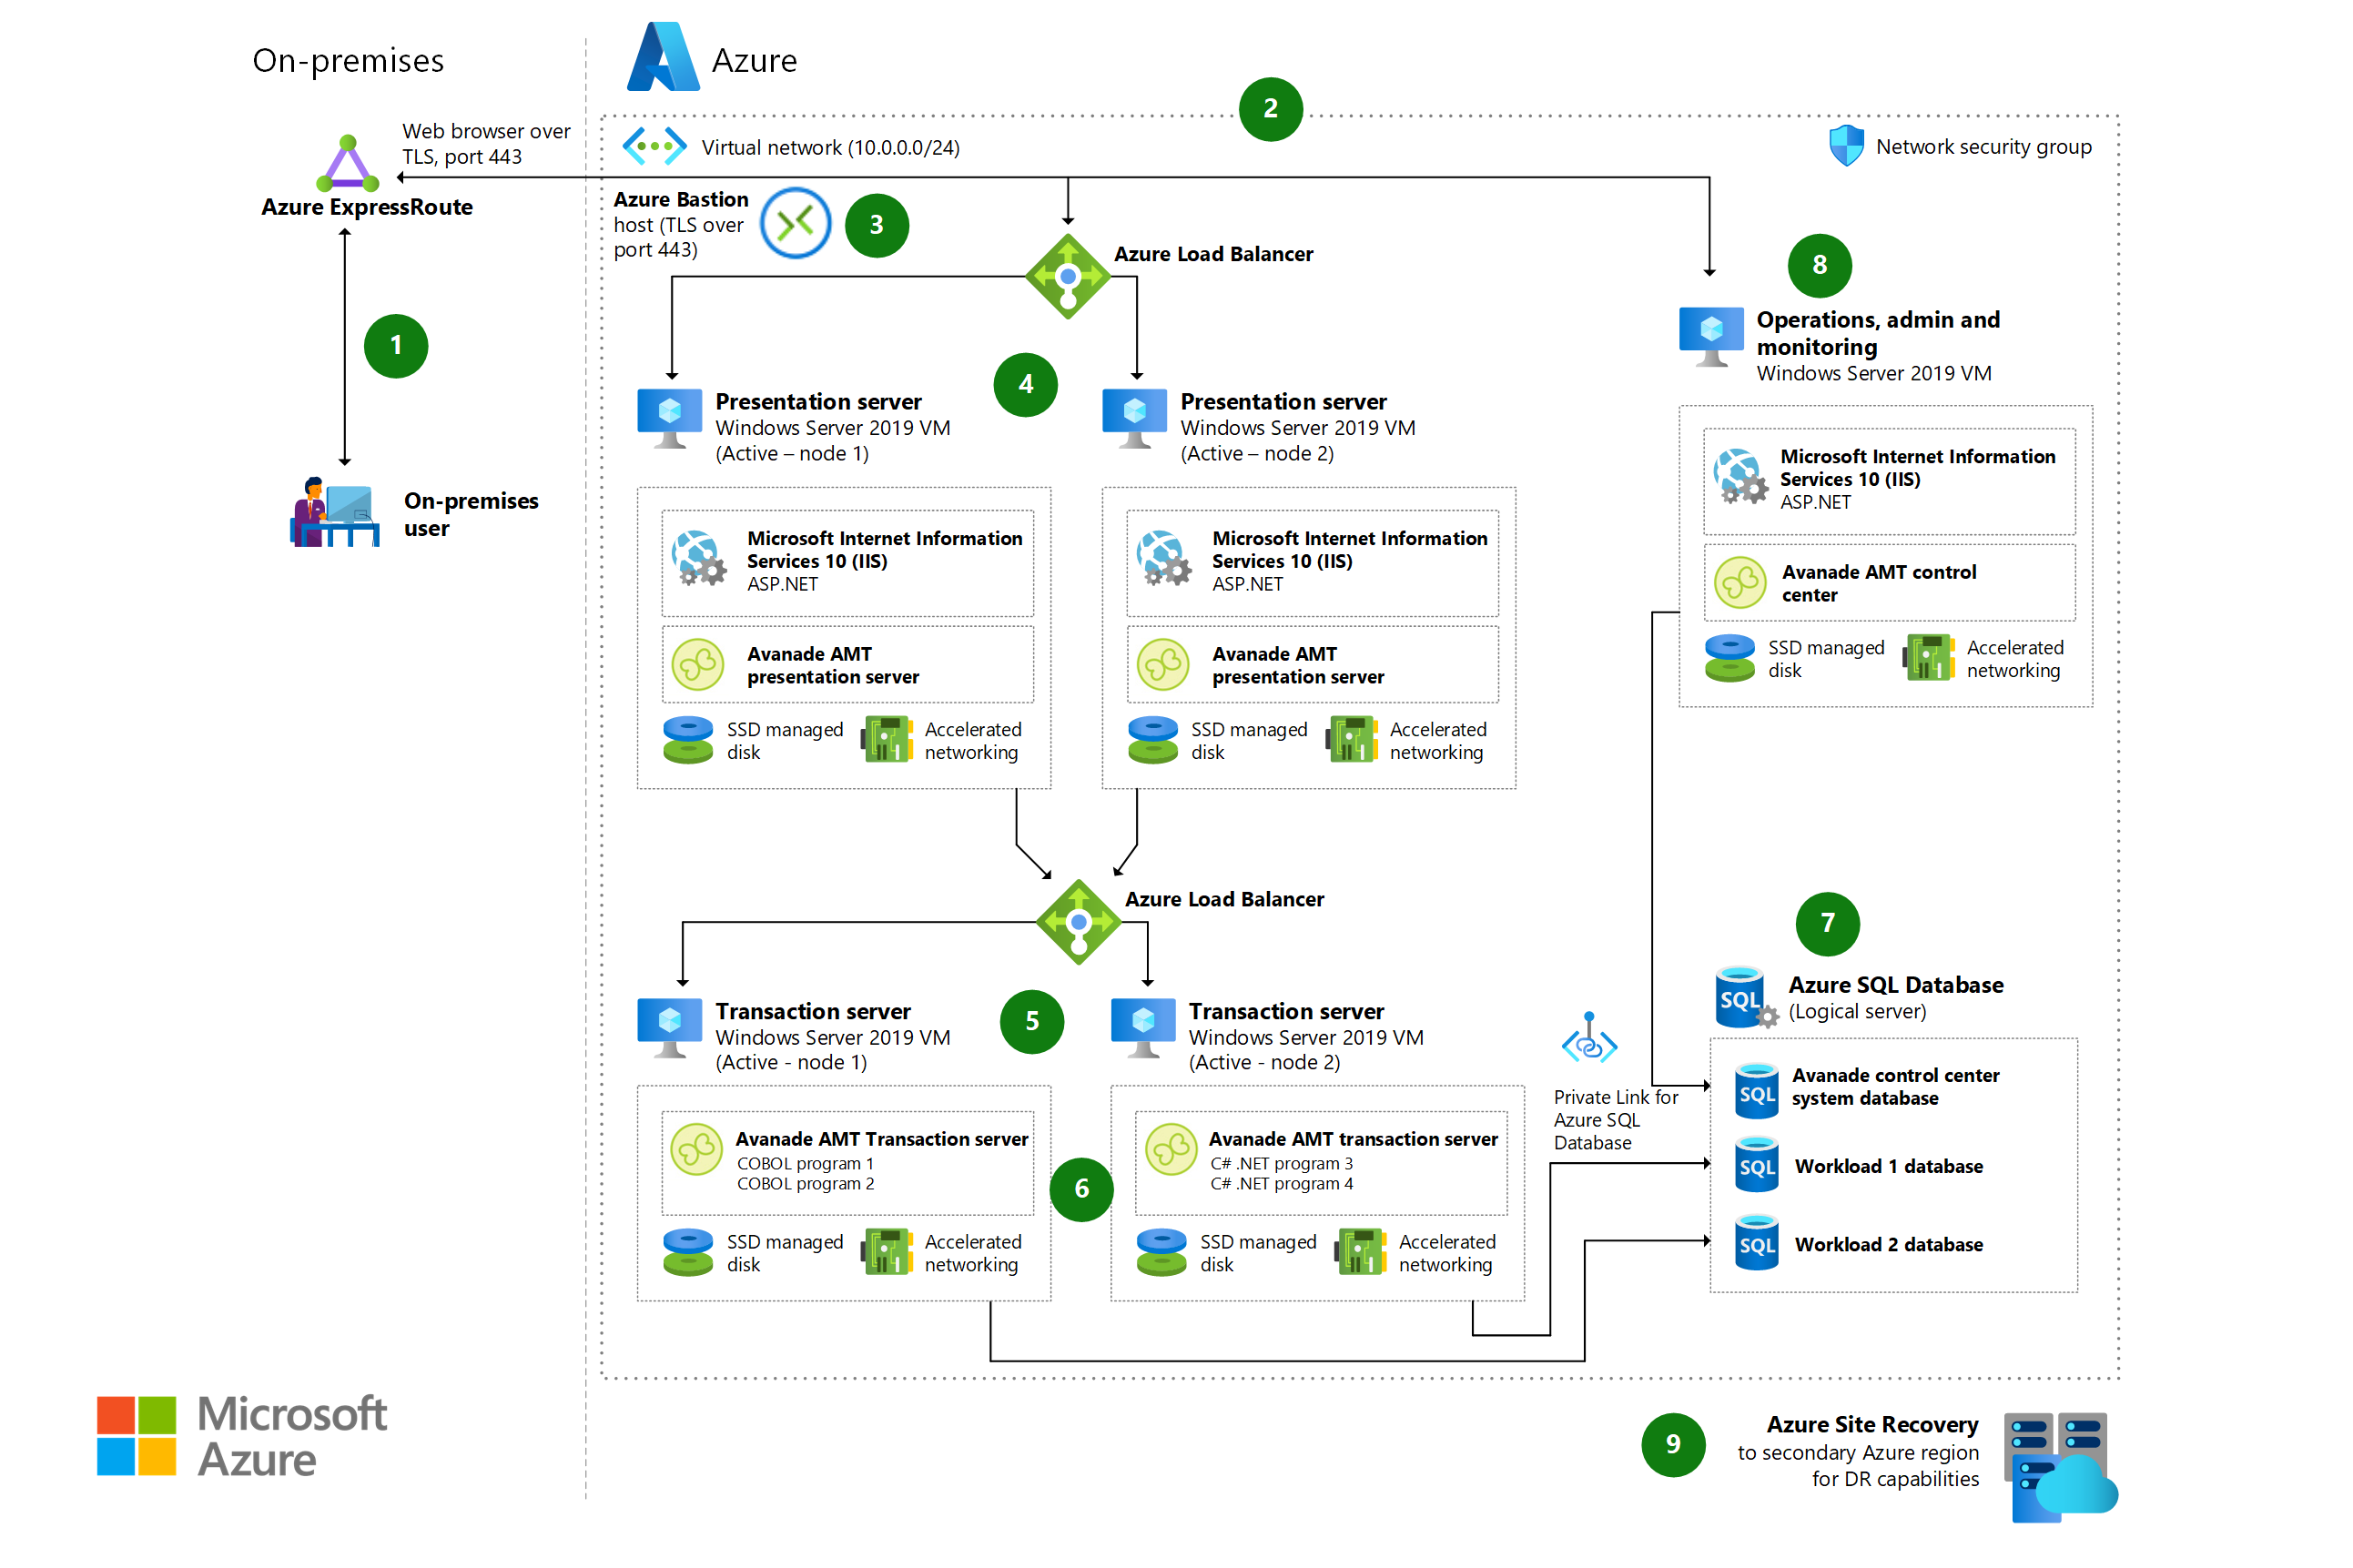 On-premises
Azure
2
Web browser over
TLS, port 443
Virtual network (10.0.0.0/24)
Network security group
Azure ExpressRoute
Azure Bastion
host (TLS over
port 443)
3
Azure Load Balancer
8
1
Operations, admin and
monitoring
Windows Server 2019 VM
4
Presentation server
Windows Server 2019 VM
(Active – node 1)
Presentation server
Windows Server 2019 VM
(Active – node 2)
On-premises
user
Microsoft Internet Information
Services 10 (IIS)
ASP.NET
Avanade AMT control
center
SSD managed
disk
Accelerated
networking
Microsoft Internet Information
Services 10 (IIS)
ASP.NET
Avanade AMT
presentation server
SSD managed
disk
Accelerated
networking
Microsoft Internet Information
Services 10 (IIS)
ASP.NET
Avanade AMT
presentation server
SSD managed
disk
Accelerated
networking
Azure Load Balancer
7
SQL
Azure SQL Database
(Logical server)
5
Transaction server
Windows Server 2019 VM
(Active - node 1)
Transaction server
Windows Server 2019 VM
(Active - node 2)
Private Link for
Azure SQL
Database
SQL
Avanade control center
system database
SQL
Workload 1 database
SQL
Workload 2 database
Avanade AMT Transaction server
COBOL program 1
COBOL program 2
SSD managed
disk
Accelerated
networking
6
Avanade AMT transaction server
C# .NET program 3
C# .NET program 4
SSD managed
disk
Accelerated
networking
Microsoft
Azure
9
Azure Site Recovery
to secondary Azure region
for DR capabilities